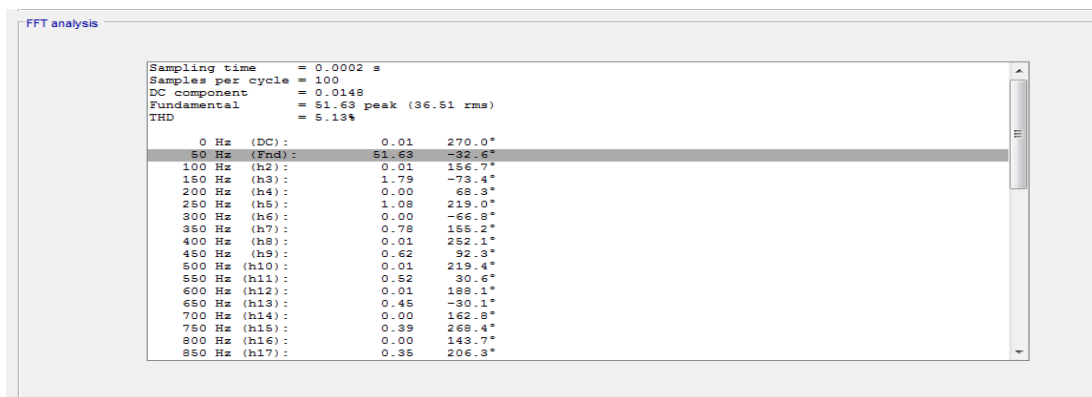 FFT analysis
Sampling time = 0.0002 s
Samples per cycle = 100
DC component = 0.0148
Fundamental = 51.63 peak (36.51 rms)
THD = 5.13%
0 Hz (DC): 0.01 270.0°
50 Hz (Fnd): 51.63 -32.6°
100 Hz (h2): 0.01 156.7°
150 Hz (h3): 1.79 -73.4°
200 Hz (h4): 0.00 68.3°
250 Hz (h5): 1.08 219.0°
300 Hz (h6): 0.00 -66.8°
350 Hz (h7): 0.78 155.2°
400 Hz (h8): 0.01 252.1°
450 Hz (h9): 0.62 92.3°
500 Hz (h10): 0.01 219.4°
550 Hz (h11): 0.52 30.6°
600 Hz (h12): 0.01 188.1°
650 Hz (h13): 0.45 -30.1°
700 Hz (h14): 0.00 162.8°
750 Hz (h15): 0.39 268.4°
800 Hz (h16): 0.00 143.7°
850 Hz (h17): 0.35 206.3°